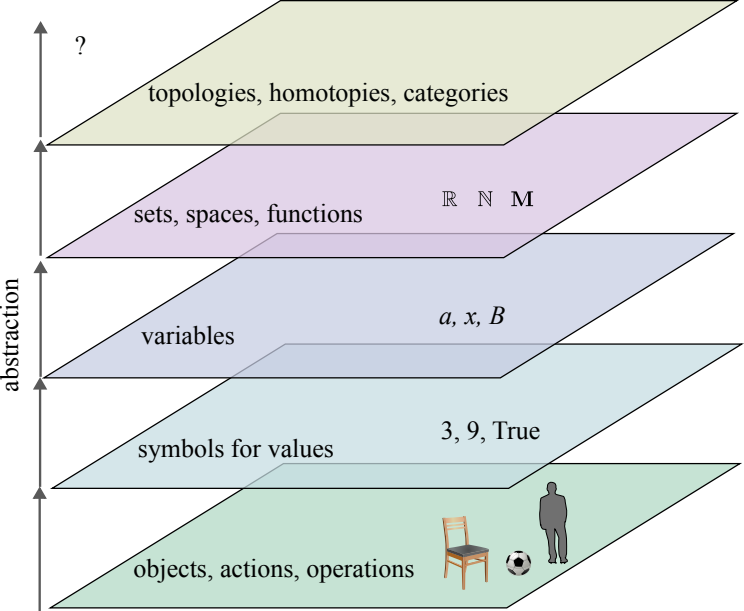 ?
topologies, homotopies, categories
sets, spaces, functions ℝ ℕ M
abstraction
variables a, x, B
symbols for values 3, 9, True
objects, actions, operations